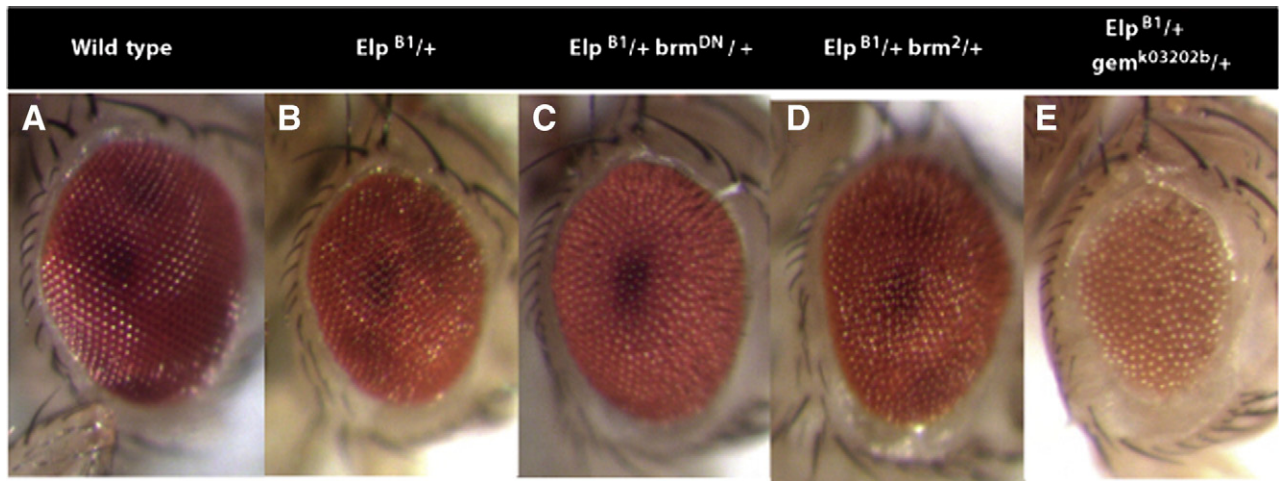 Wild type
Elp B1/+
Elp B1/+ brmDN / +
Elp B1/+ brm2/+
Elp B1/+
gemk03202b/+
A
B
C
D
E